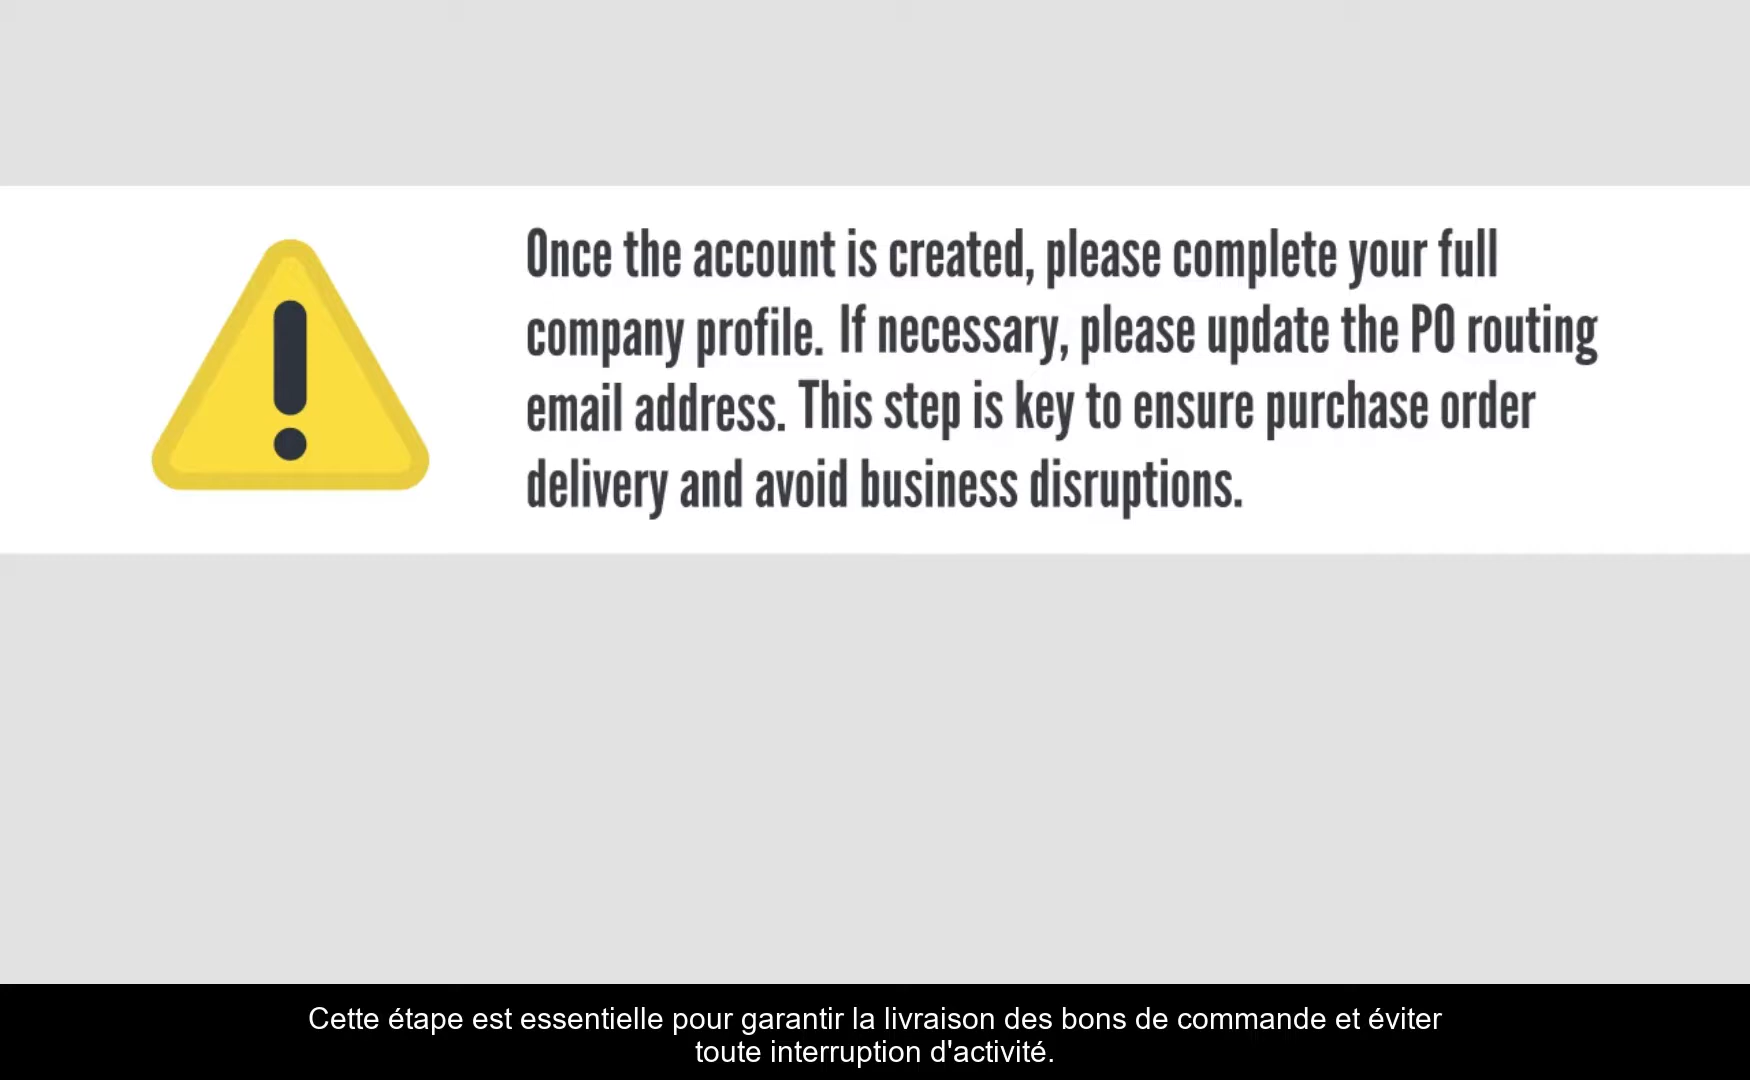 Once the account is created, please complete your full
company profile. If necessary, please update the PO routing
email address. This step is key to ensure purchase order
delivery and avoid business disruptions.
Cette étape est essentielle pour garantir la livraison des bons de commande et éviter
toute interruption d'activité.